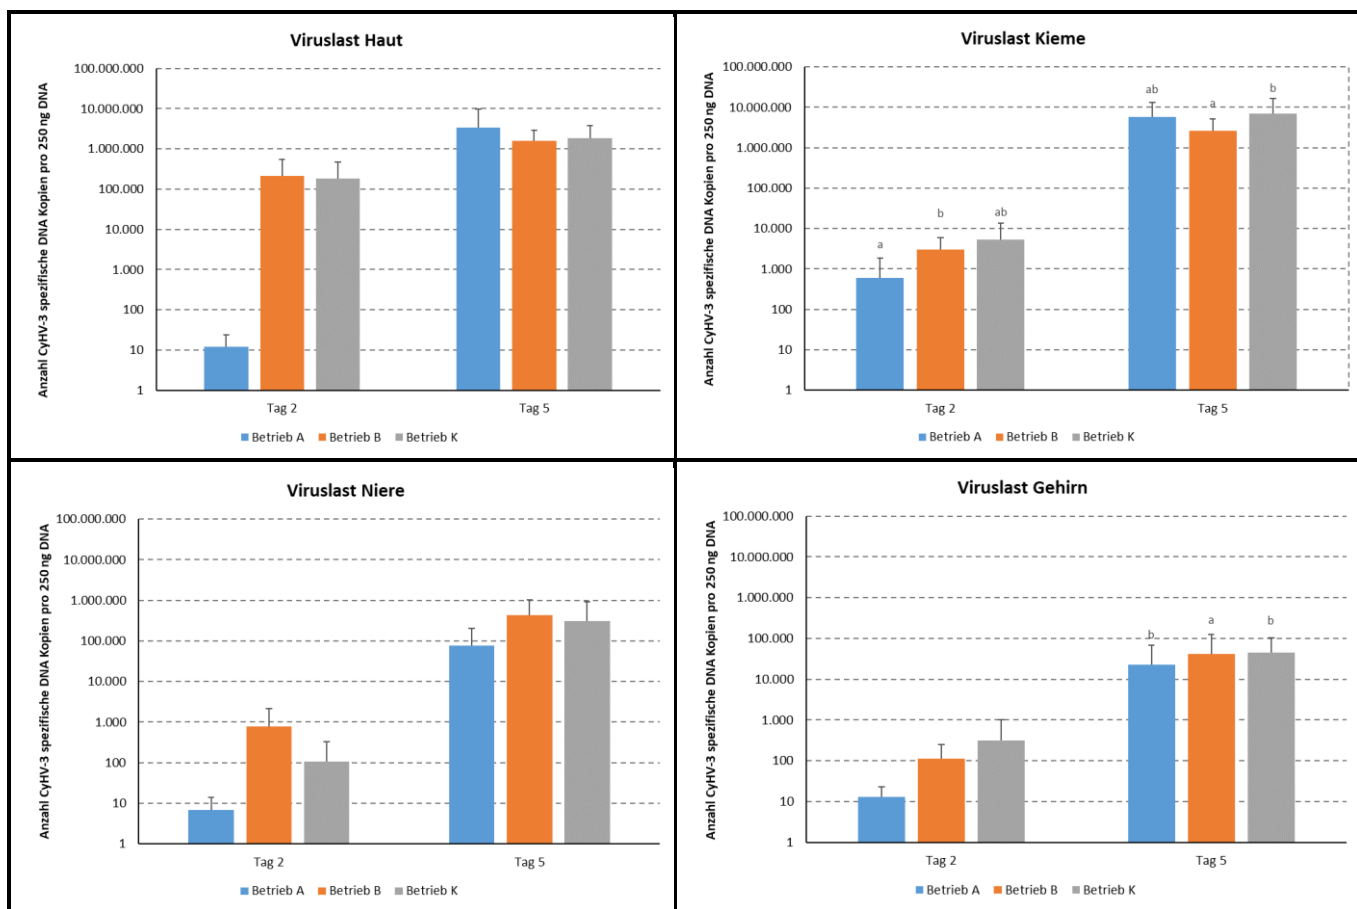 Viruslast Haut
Anzahl CyHV-3 spezifische DNA Kopien pro 250 ng DNA
100.000.000
10.000.000
1.000.000
100.000
10.000
1.000
100
10
1
Tag 2
Tag 5
Betrieb A
Betrieb B
Betrieb K
Viruslast Kieme
Anzahl CyHV-3 spezifische DNA Kopien pro 250 ng DNA
100.000.000
10.000.000
1.000.000
100.000
10.000
1.000
100
10
1
a
b
ab
ab
a
b
Tag 2
Tag 5
Betrieb A
Betrieb B
Betrieb K
Viruslast Niere
Anzahl CyHV-3 spezifische DNA Kopien pro 250 ng DNA
100.000.000
10.000.000
1.000.000
100.000
10.000
1.000
100
10
1
Tag 2
Tag 5
Betrieb A
Betrieb B
Betrieb K
Viruslast Gehirn
Anzahl CyHV-3 spezifische DNA Kopien pro 250 ng DNA
100.000.000
10.000.000
1.000.000
100.000
10.000
1.000
100
10
1
b
a
b
Tag 2
Tag 5
Betrieb A
Betrieb B
Betrieb K